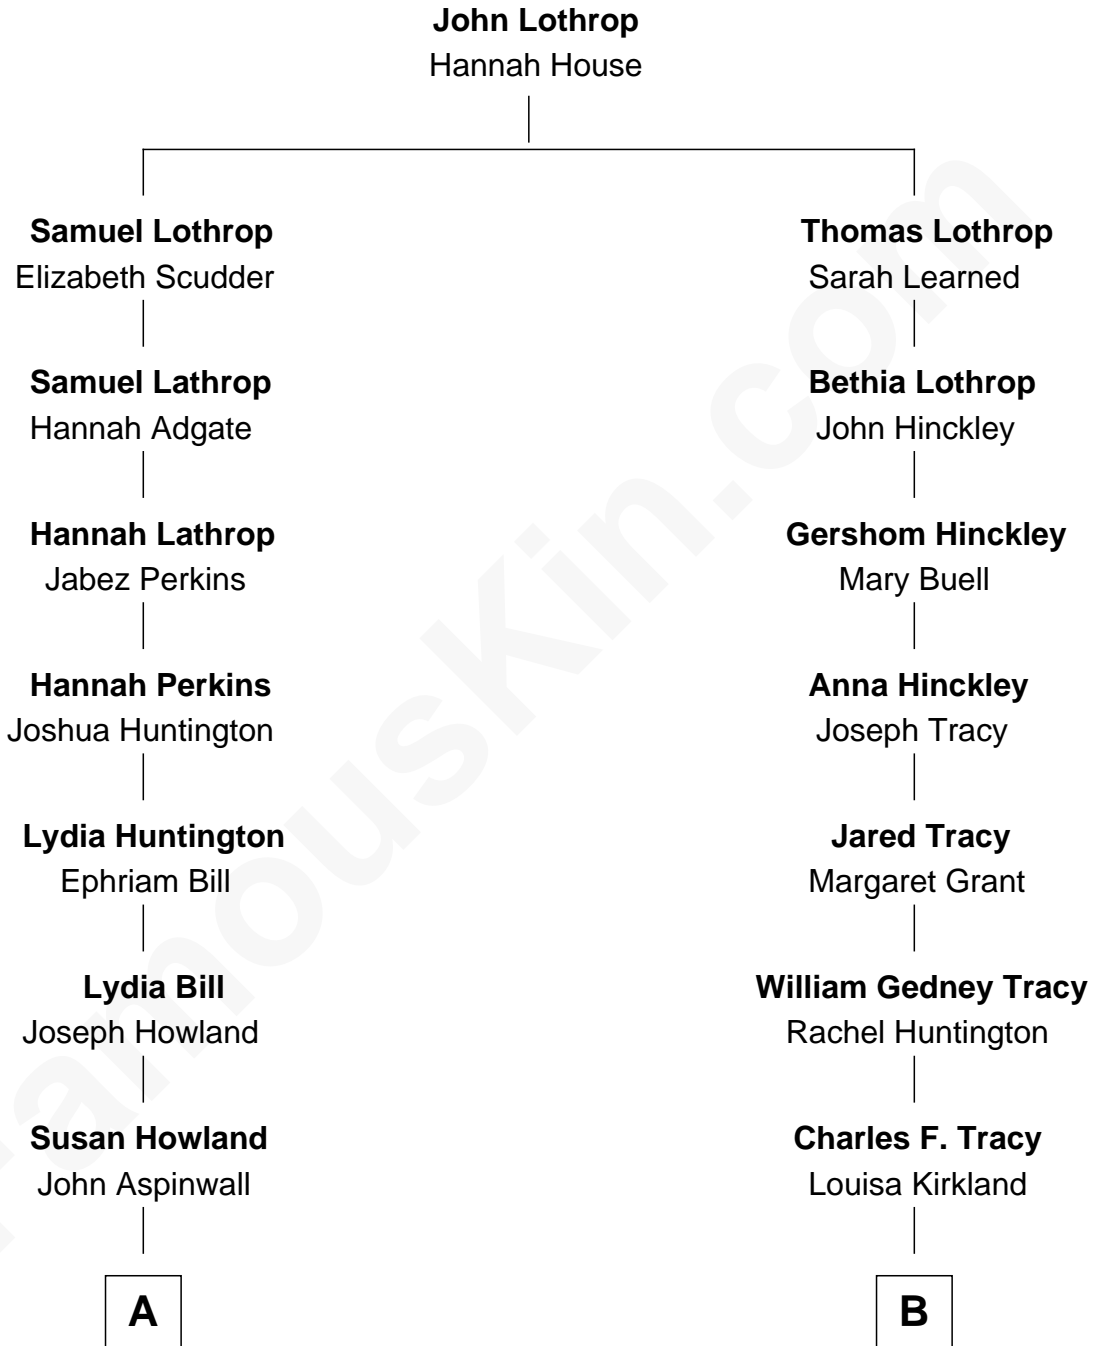 John Lothrop
Hannah House
Samuel Lothrop
Elizabeth Scudder
Thomas Lothrop
Sarah Learned
Samuel Lathrop
Hannah Adgate
Bethia Lothrop
John Hinckley
Hannah Lathrop
Jabez Perkins
Gershom Hinckley
Mary Buell
Hannah Perkins
Joshua Huntington
Anna Hinckley
Joseph Tracy
Lydia Huntington
Ephriam Bill
Jared Tracy
Margaret Grant
Lydia Bill
Joseph Howland
William Gedney Tracy
Rachel Huntington
Susan Howland
John Aspinwall
Charles F. Tracy
Louisa Kirkland
A
B
FamousKin.com